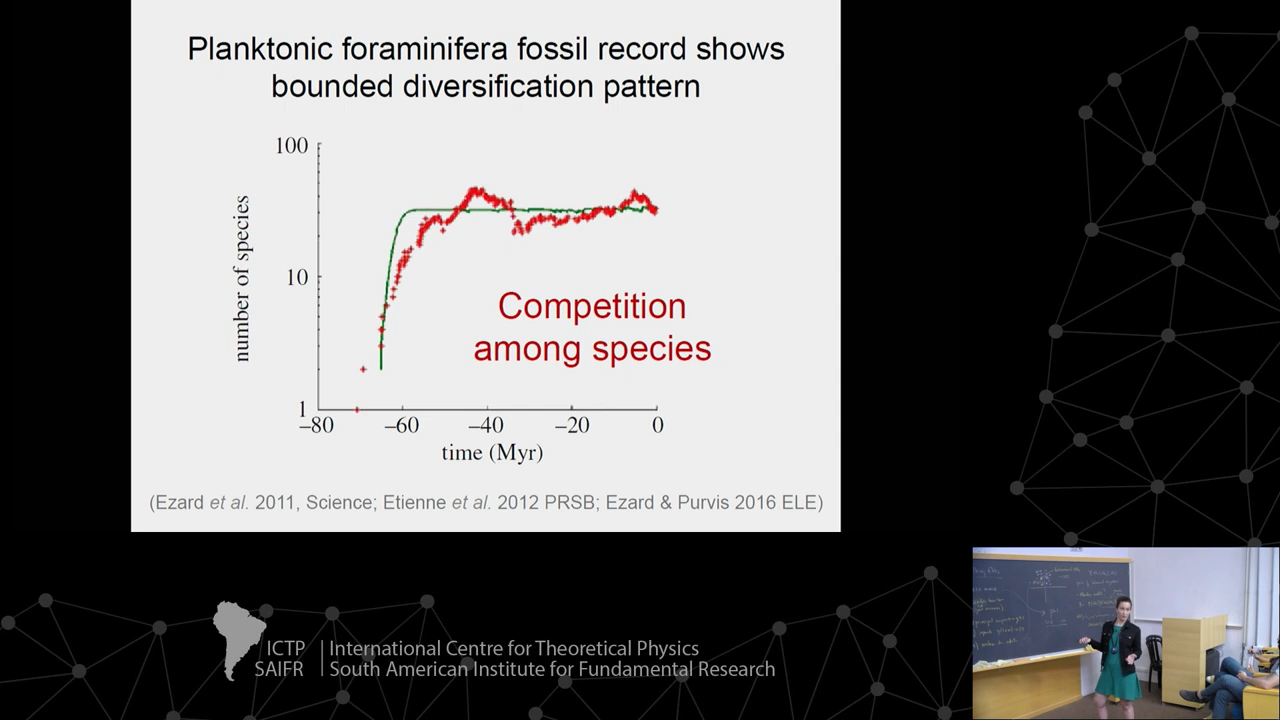 Planktonic foraminifera fossil record shows
bounded diversification pattern
100
10
1
number of species
−80
−60
−40
−20
0
time (Myr)
Competition
among species
(Ezard et al. 2011, Science; Etienne et al. 2012 PRSB; Ezard & Purvis 2016 ELE)
ICTP
SAIFR
International Centre for Theoretical Physics
South American Institute for Fundamental Research